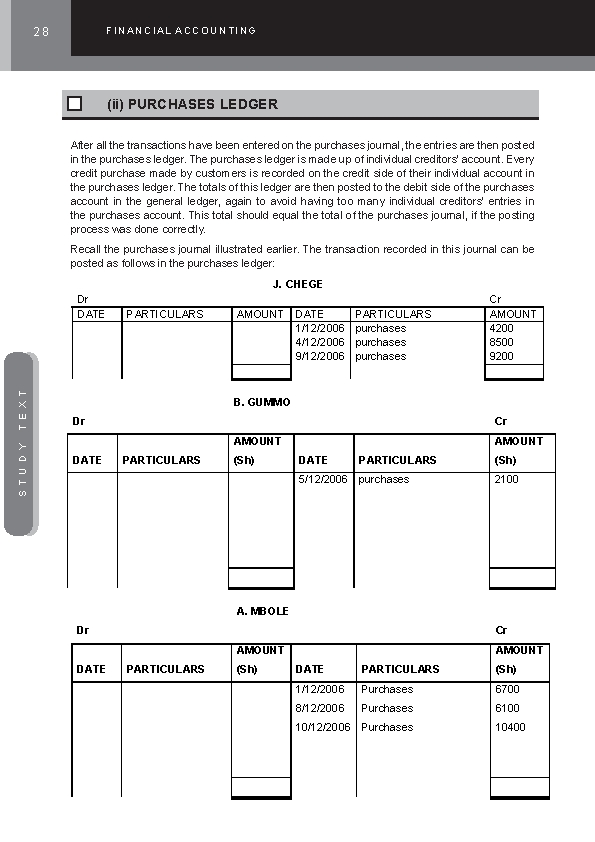 28
FINANCIAL ACCOUNTING
(ii) PURCHASES LEDGER
After all the transactions have been entered on the purchases journal, the entries are then posted
in the purchases ledger. The purchases ledger is made up of individual creditors' account. Every
credit purchase made by customers is recorded on the credit side of their individual account in
the purchases ledger. The totals of this ledger are then posted to the debit side of the purchases
account in the general ledger, again to avoid having too many individual creditors' entries in
the purchases account. This total should equal the total of the purchases journal, if the posting
process was done correctly.
Recall the purchases journal illustrated earlier. The transaction recorded in this journal can be
posted as follows in the purchases ledger:
J. CHEGE
Dr Cr
DATE PARTICULARS AMOUNT DATE PARTICULARS AMOUNT
1/12/2006 purchases 4200
4/12/2006 purchases 8500
9/12/2006 purchases 9200
STUDY TEXT
B. GUMMO
Dr Cr
AMOUNT AMOUNT
DATE PARTICULARS (Sh) DATE PARTICULARS (Sh)
5/12/2006 purchases 2100
A. MBOLE
Dr Cr
AMOUNT AMOUNT
DATE PARTICULARS (Sh) DATE PARTICULARS (Sh)
1/12/2006 Purchases 6700
8/12/2006 Purchases 6100
10/12/2006 Purchases 10400